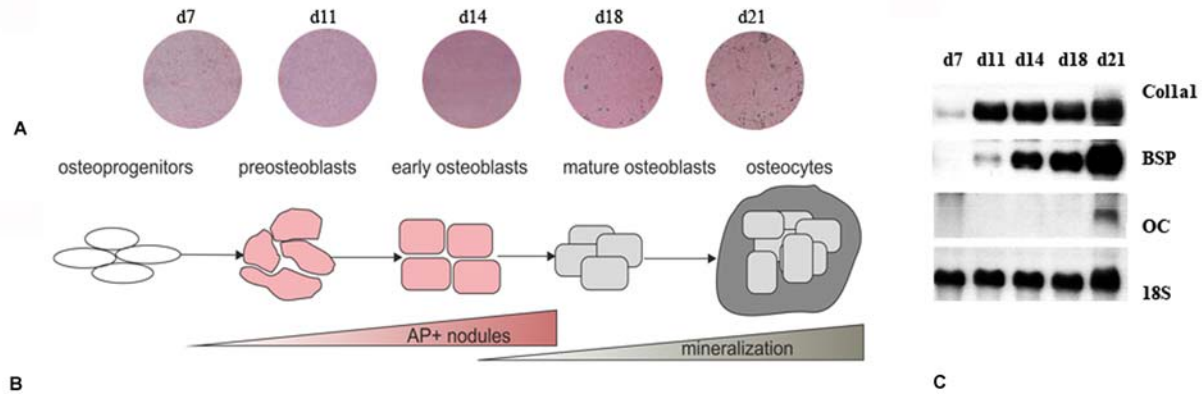 d7 d11 d14 d18 d21
A
osteoprogenitors preosteoblasts early osteoblasts mature osteoblasts osteocytes
AP+ nodules
mineralization
B
d7 d11 d14 d18 d21
Col1a1
BSP
OC
18S
C